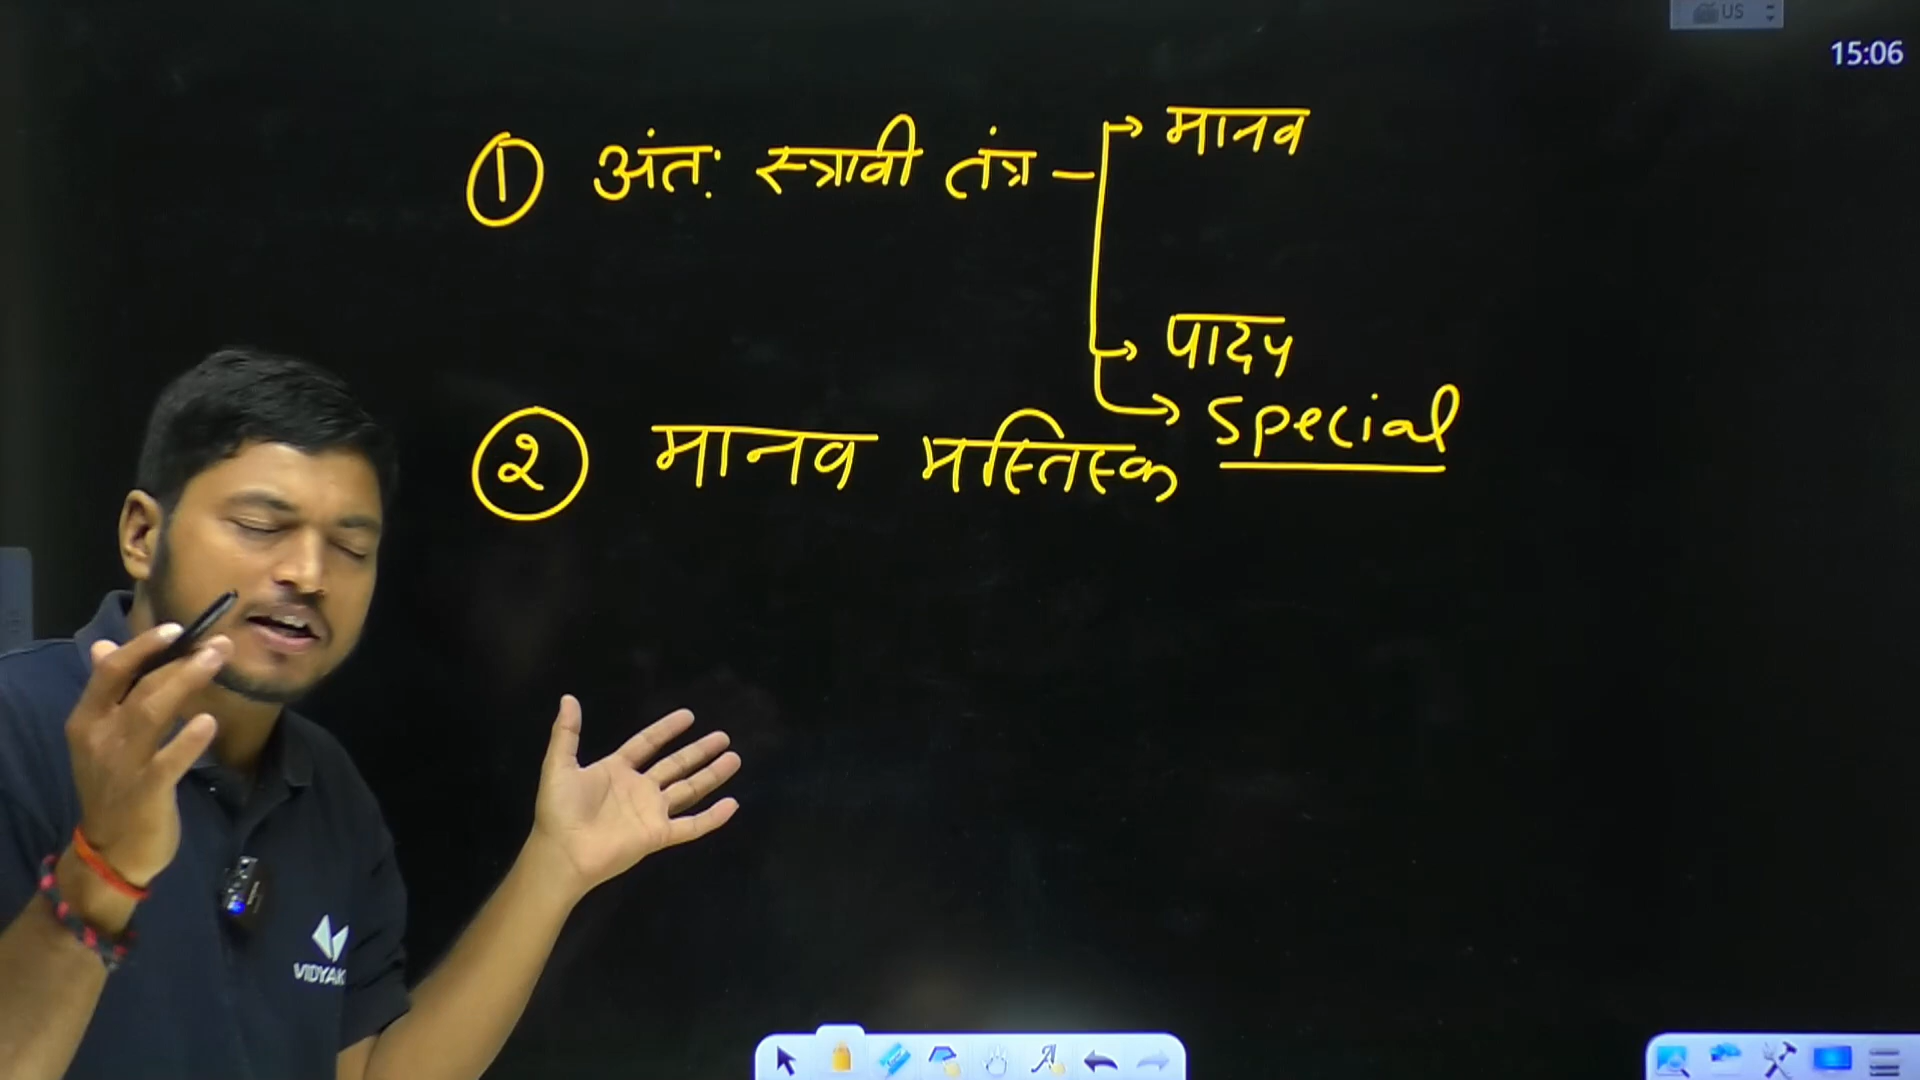 US
15:06
① अंतः स्त्रावी तंत्र - → मानव
→ पादप
→ Special
② मानव मस्तिस्क
VIDYAK